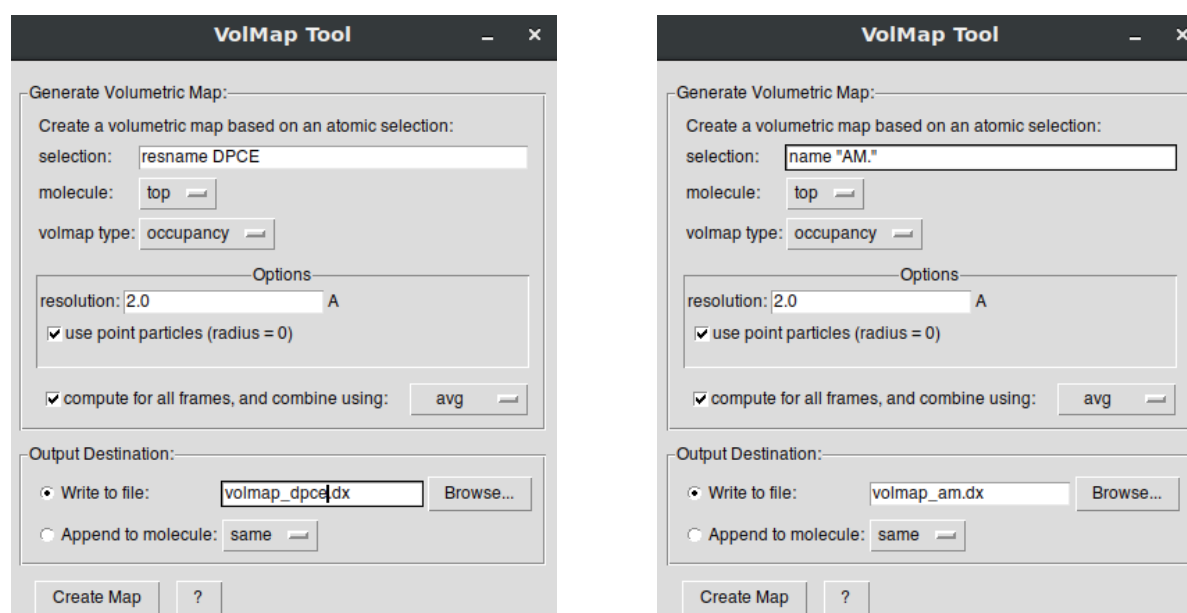 VolMap Tool
Generate Volumetric Map:
Create a volumetric map based on an atomic selection:
selection: resname DPCE
molecule: top
volmap type: occupancy
Options
resolution: 2.0 A
use point particles (radius = 0)
compute for all frames, and combine using: avg
Output Destination:
Write to file: volmap_dpce.dx Browse...
Append to molecule: same
Create Map ?
VolMap Tool
Generate Volumetric Map:
Create a volumetric map based on an atomic selection:
selection: name "AM."
molecule: top
volmap type: occupancy
Options
resolution: 2.0 A
use point particles (radius = 0)
compute for all frames, and combine using: avg
Output Destination:
Write to file: volmap_am.dx Browse...
Append to molecule: same
Create Map ?